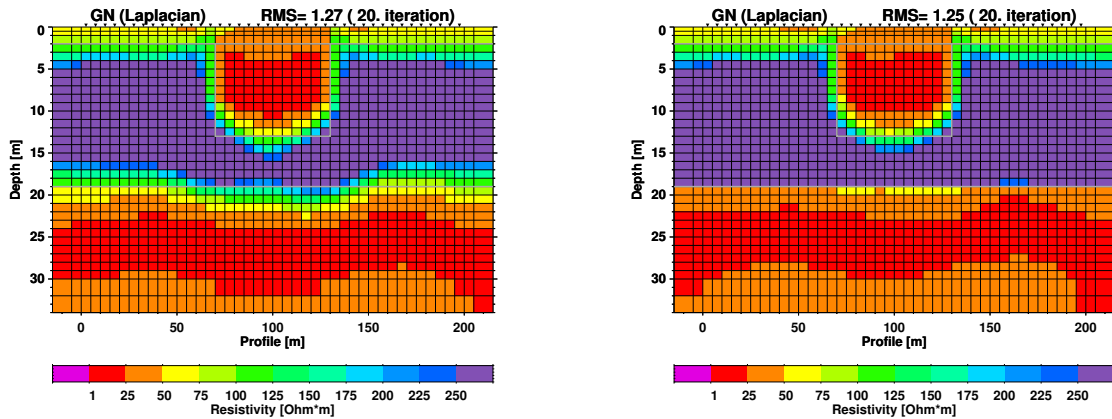 GN (Laplacian) RMS= 1.27 ( 20. iteration)
0
5
10
15
20
25
30
Depth [m]
0 50 100 150 200
Profile [m]
1 25 50 75 100 125 150 175 200 225 250
Resistivity [Ohm*m]
GN (Laplacian) RMS= 1.25 ( 20. iteration)
0
5
10
15
20
25
30
Depth [m]
0 50 100 150 200
Profile [m]
1 25 50 75 100 125 150 175 200 225 250
Resistivity [Ohm*m]